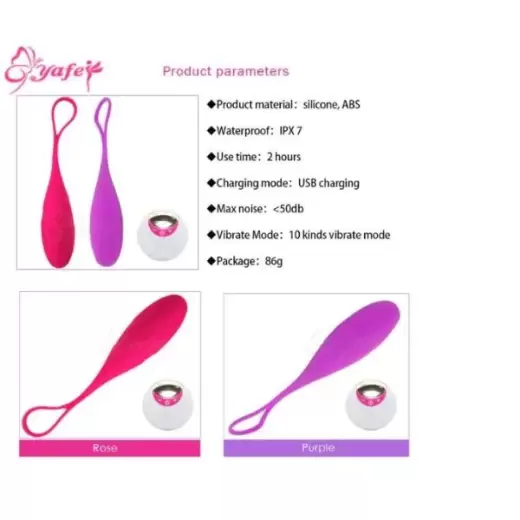 yafei
Product parameters
◆Product material：silicone, ABS
◆Waterproof：IPX 7
◆Use time：2 hours
◆Charging mode：USB charging
◆Max noise：<50db
◆Vibrate Mode：10 kinds vibrate mode
◆Package：86g
Rose
Purple